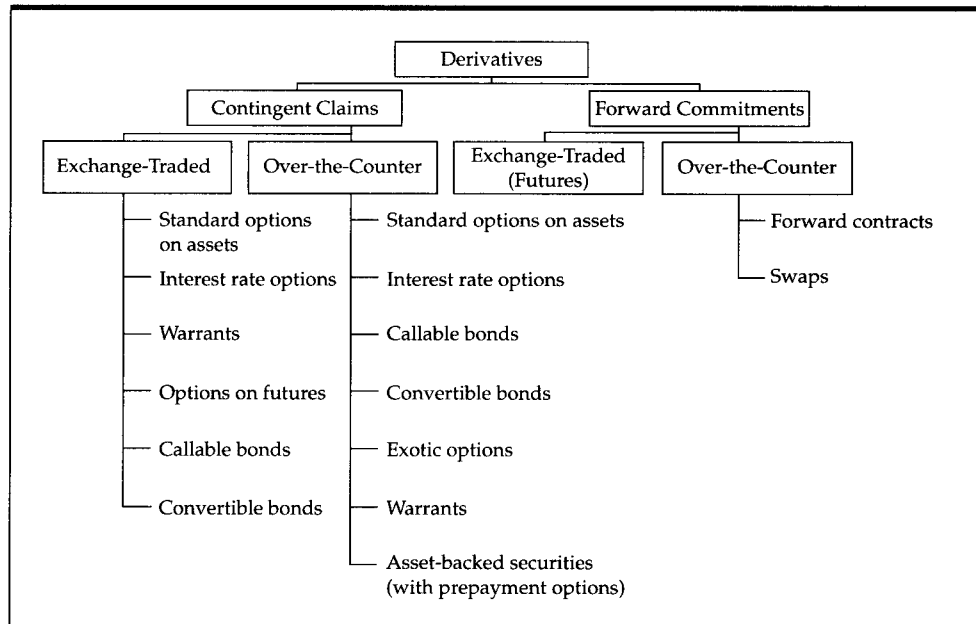 Derivatives
Contingent Claims
Forward Commitments
Exchange-Traded
Over-the-Counter
Exchange-Traded
(Futures)
Over-the-Counter
Standard options
on assets
Interest rate options
Warrants
Options on futures
Callable bonds
Convertible bonds
Standard options on assets
Interest rate options
Callable bonds
Convertible bonds
Exotic options
Warrants
Asset-backed securities
(with prepayment options)
Forward contracts
Swaps